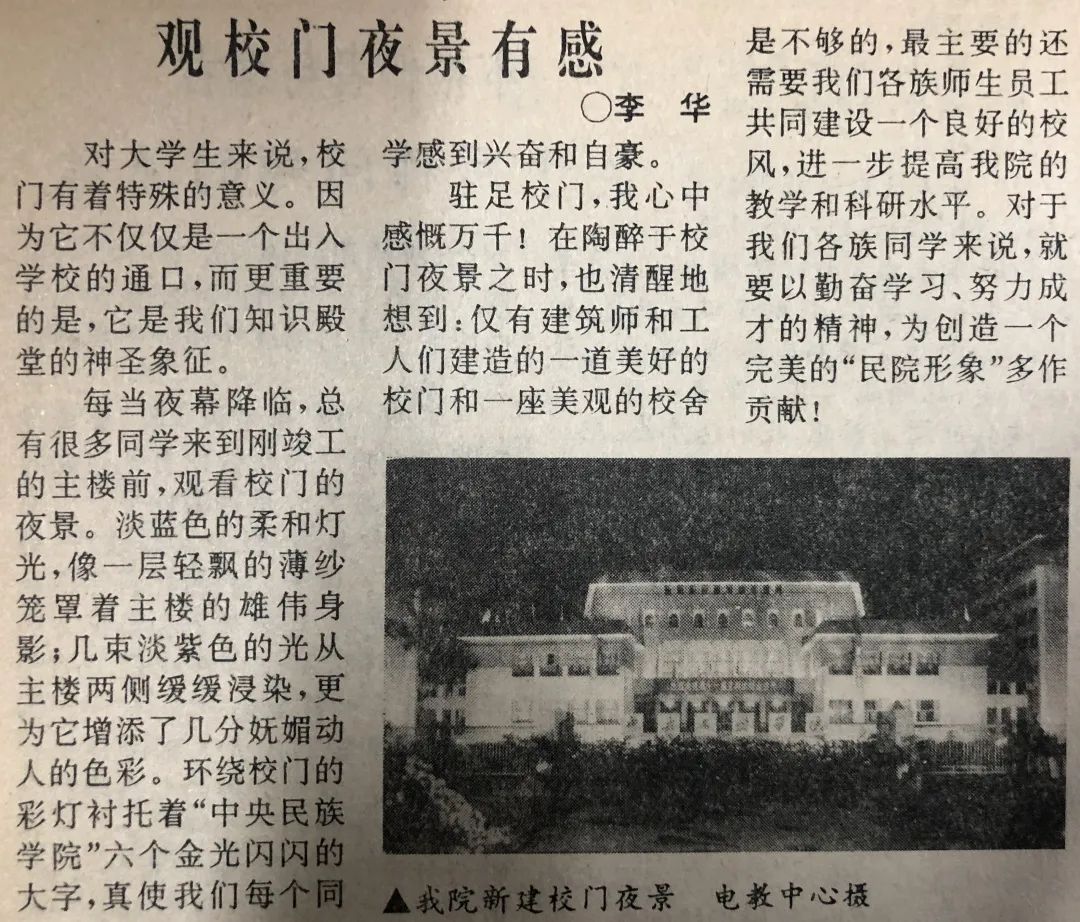 观校门夜景有感
○李 华
对大学生来说，校
门有着特殊的意义。因
为它不仅仅是一个出入
学校的通口，而更重要
的是，它是我们知识殿
堂的神圣象征。
每当夜幕降临，总
有很多同学来到刚竣工
的主楼前，观看校门的
夜景。淡蓝色的柔和灯
光，像一层轻飘的薄纱
笼罩着主楼的雄伟身
影；几束淡紫色的光从
主楼两侧缓缓浸染，更
为它增添了几分妩媚动
人的色彩。环绕校门的
彩灯衬托着“中央民族
学院”六个金光闪闪的
大字，真使我们每个同
学感到兴奋和自豪。
驻足校门，我心中
感慨万千！在陶醉于校
门夜景之时，也清醒地
想到：仅有建筑师和工
人们建造的一道美好的
校门和一座美观的校舍
是不够的，最主要的还
需要我们各族师生员工
共同建设一个良好的校
风，进一步提高我院的
教学和科研水平。对于
我们各族同学来说，就
要以勤奋学习、努力成
才的精神，为创造一个
完美的“民院形象”多作
贡献！
▲我院新建校门夜景 电教中心摄